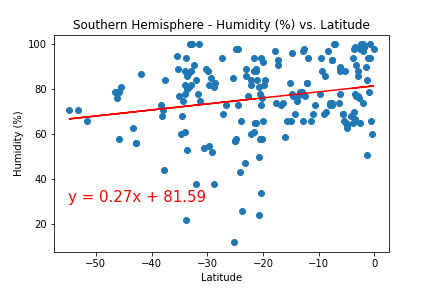 Southern Hemisphere - Humidity (%) vs. Latitude
100
80
60
40
20
Humidity (%)
y = 0.27x + 81.59
−50
−40
−30
−20
−10
0
Latitude